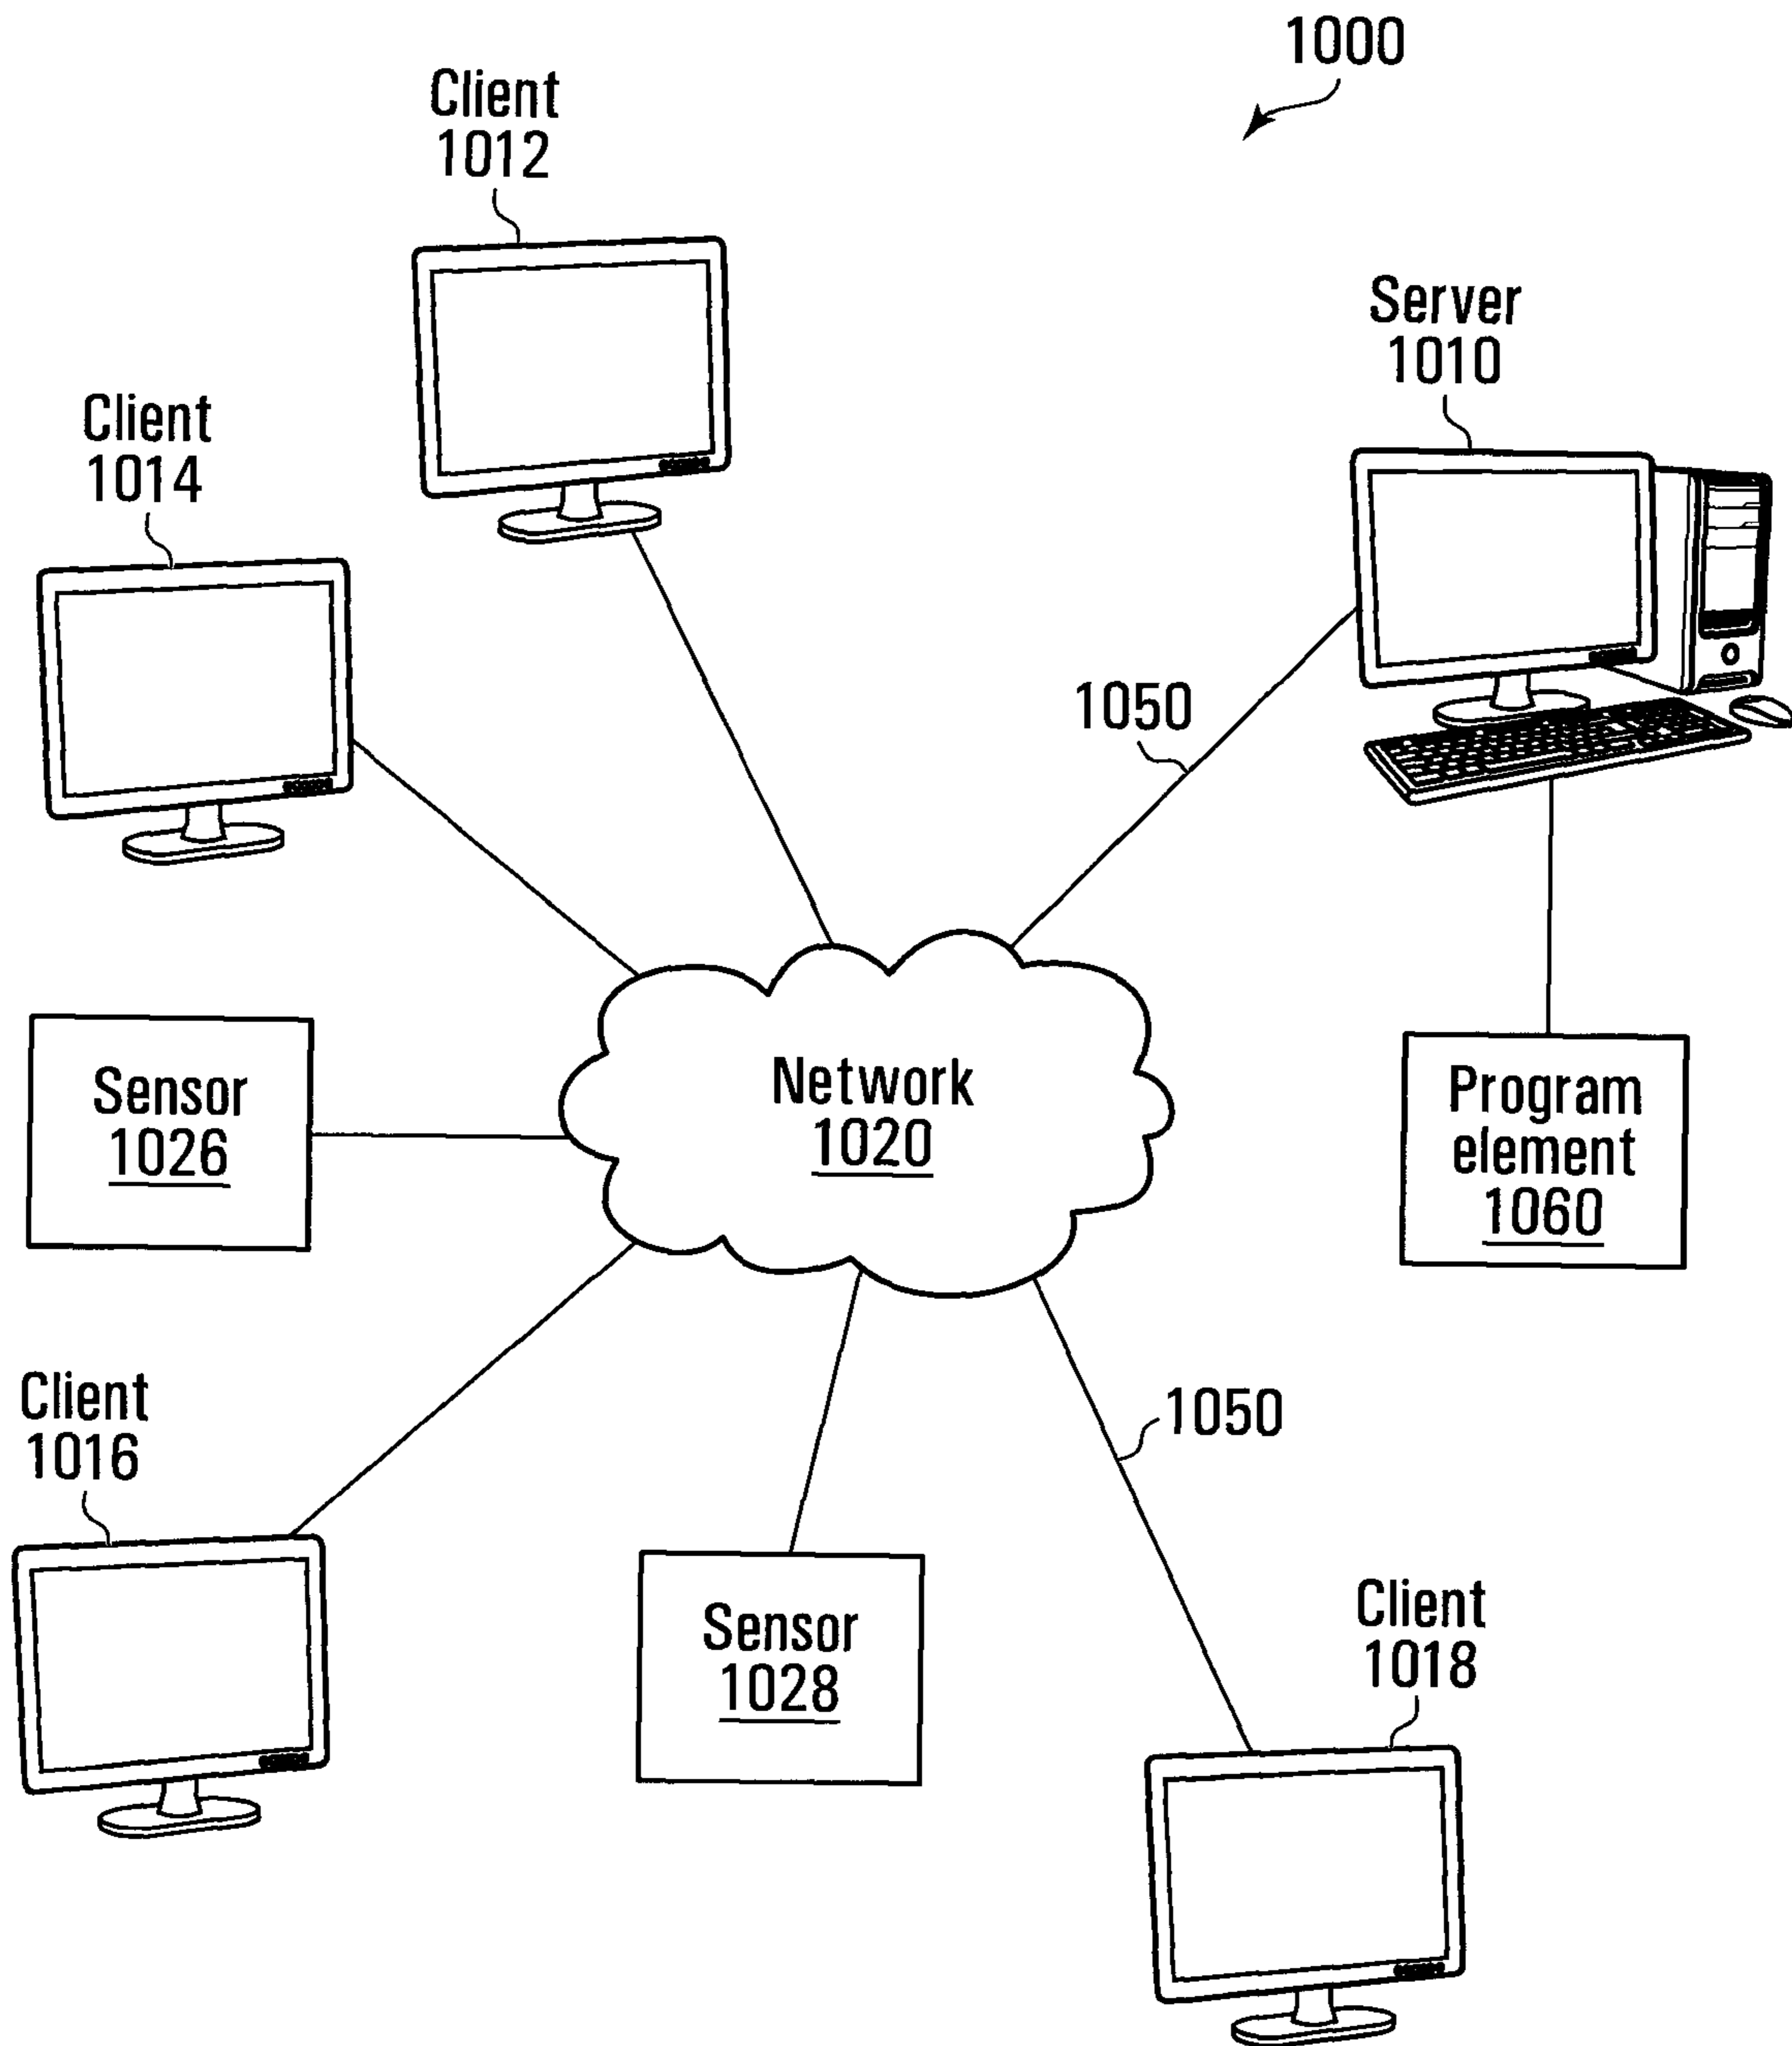 1000
Client
1012
Server
1010
Client
1014
1050
Network
1020
Sensor
1026
Program
element
1060
Client
1016
1050
Sensor
1028
Client
1018